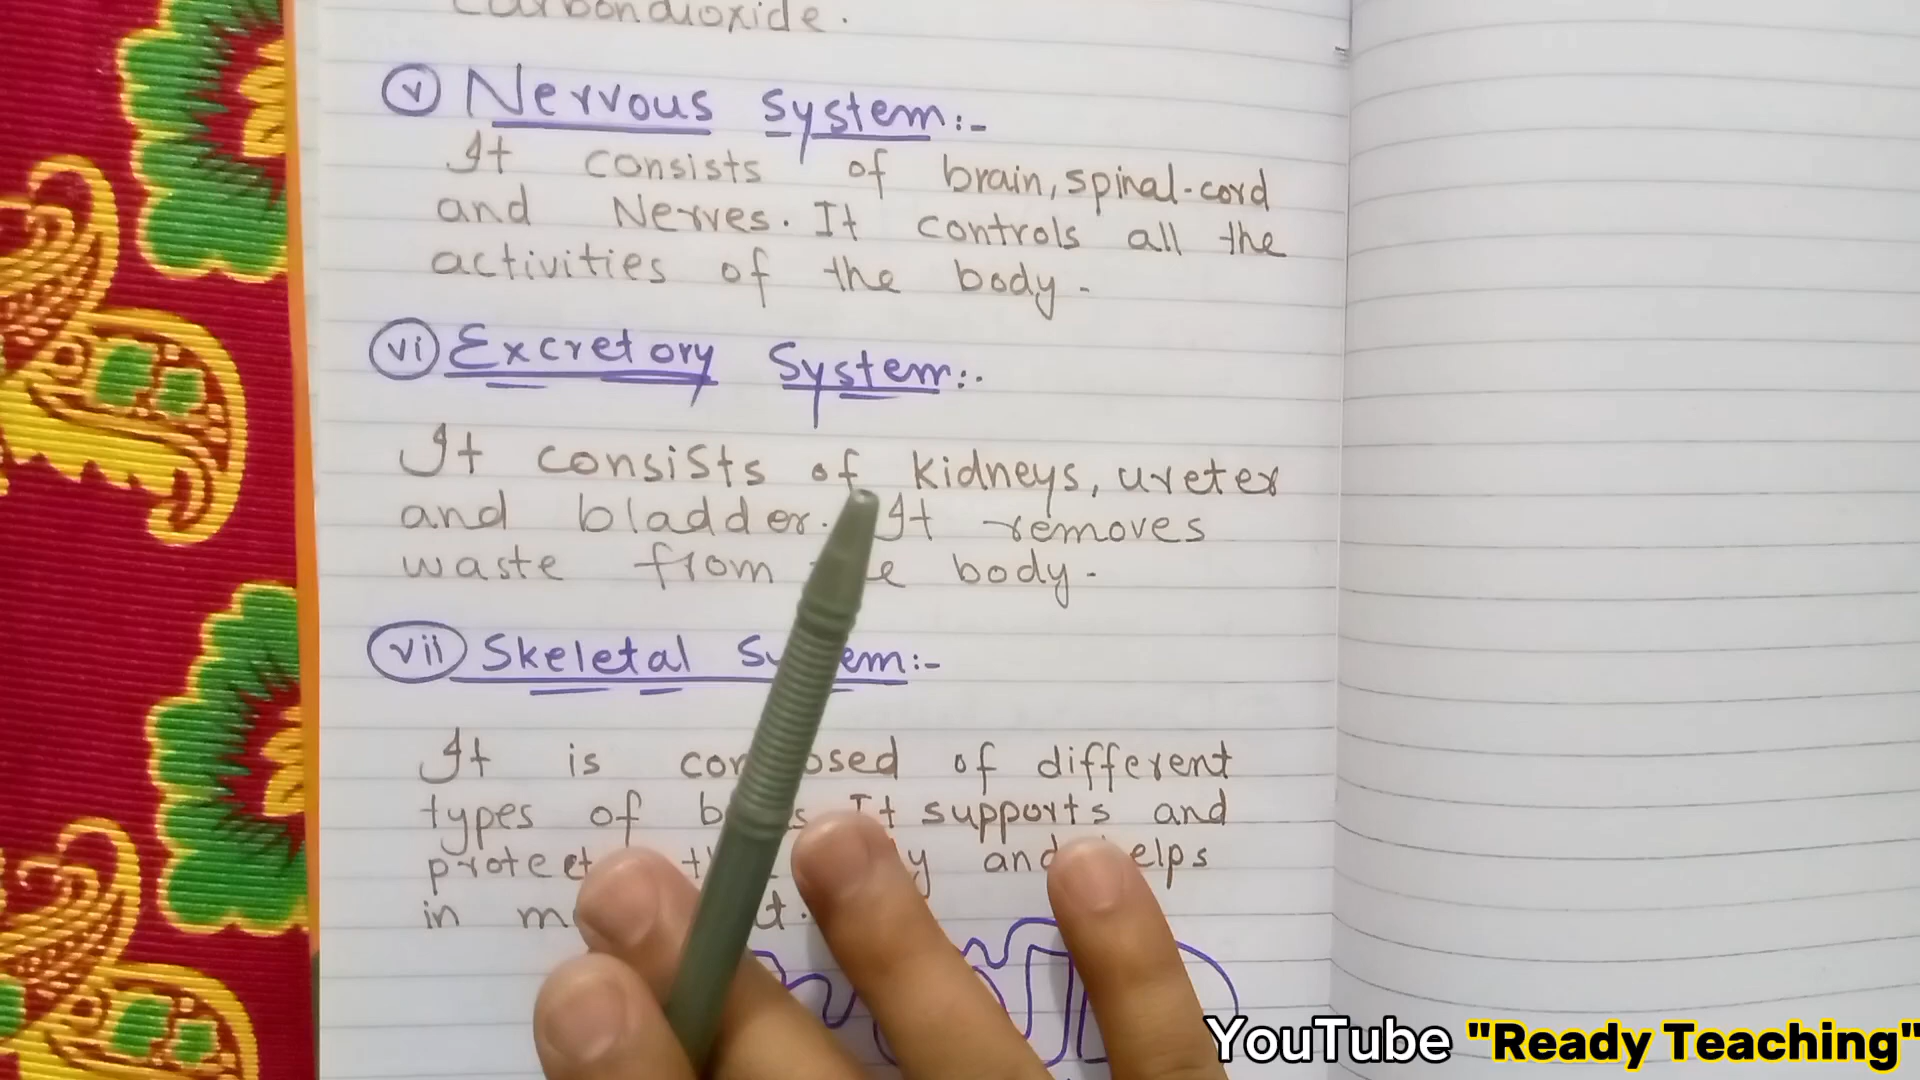 Carbondioxide.
(v) Nervous System:-
It consists of brain, spinal-cord
and Nerves. It controls all the
activities of the body-
(vi) Excretory System:-
It consists of kidneys, ureter
and bladder. It removes
waste from body-
(vii) Skeletal :-
It is of different
types of It supports and
and
in
YouTube "Ready Teaching"